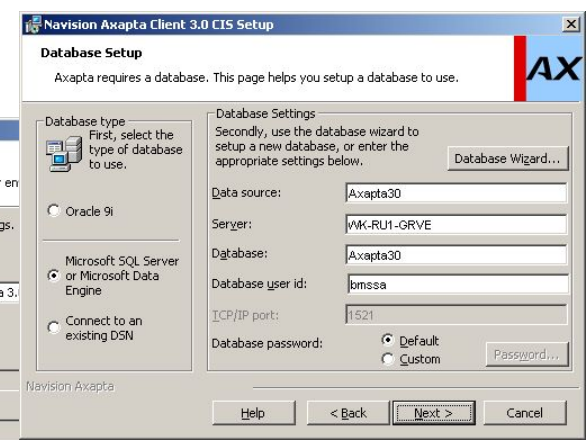 Navision Axapta Client 3.0 CIS Setup
Database Setup
Axapta requires a database. This page helps you setup a database to use.
AX
Database type
First, select the
type of database
to use.
Oracle 9i
Microsoft SQL Server
or Microsoft Data
Engine
Connect to an
existing DSN
Database Settings
Secondly, use the database wizard to
setup a new database, or enter the
appropriate settings below.
Database Wizard...
Data source: Axapta30
Server: WK-RU1-GRVE
Database: Axapta30
Database user id: bmssa
TCP/IP port: 1521
Database password: Default
Custom
Password...
Navision Axapta
Help < Back Next > Cancel